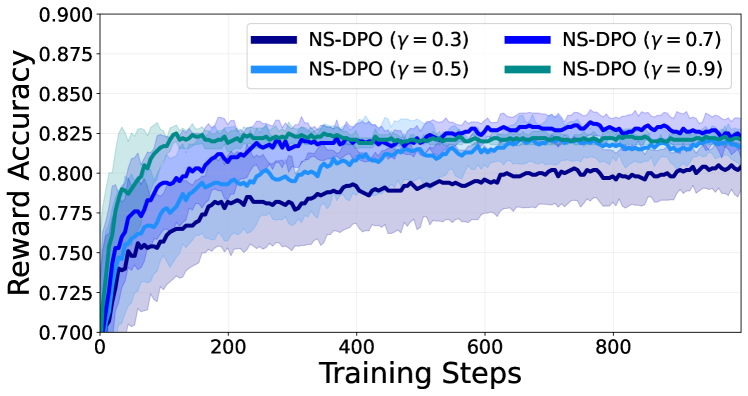 0.900
0.875
0.850
0.825
0.800
0.775
0.750
0.725
0.700
Reward Accuracy
NS-DPO (γ = 0.3)
NS-DPO (γ = 0.5)
NS-DPO (γ = 0.7)
NS-DPO (γ = 0.9)
0 200 400 600 800
Training Steps